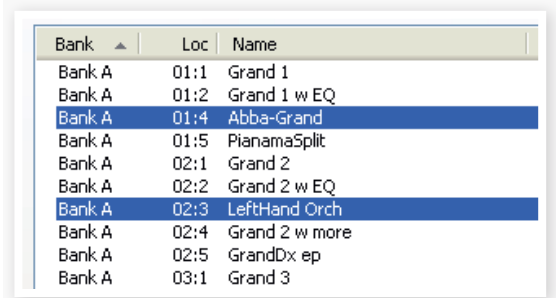 Bank Loc Name
Bank A 01:1 Grand 1
Bank A 01:2 Grand 1 w EQ
Bank A 01:4 Abba-Grand
Bank A 01:5 PianamaSplit
Bank A 02:1 Grand 2
Bank A 02:2 Grand 2 w EQ
Bank A 02:3 LeftHand Orch
Bank A 02:4 Grand 2 w more
Bank A 02:5 GrandDx ep
Bank A 03:1 Grand 3